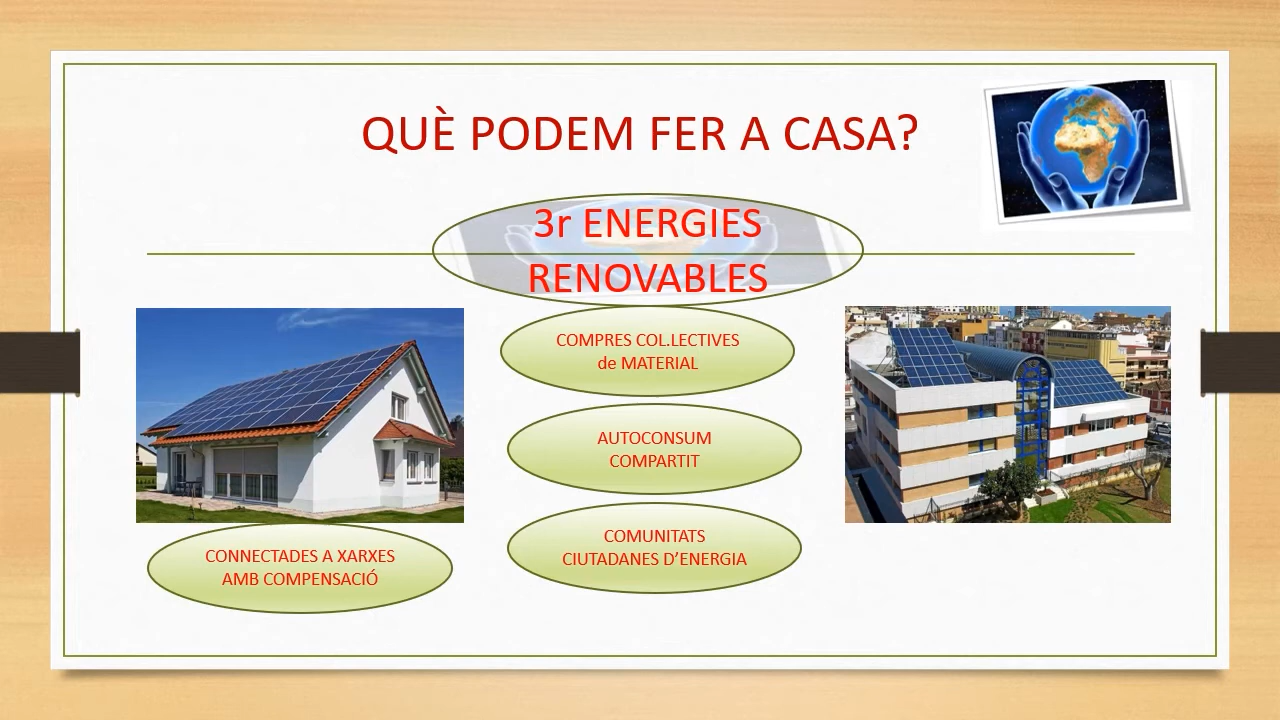 QUÈ PODEM FER A CASA?
3r ENERGIES
RENOVABLES
COMPRES COL.LECTIVES
de MATERIAL
AUTOCONSUM
COMPARTIT
COMUNITATS
CIUTADANES D’ENERGIA
CONNECTADES A XARXES
AMB COMPENSACIÓ